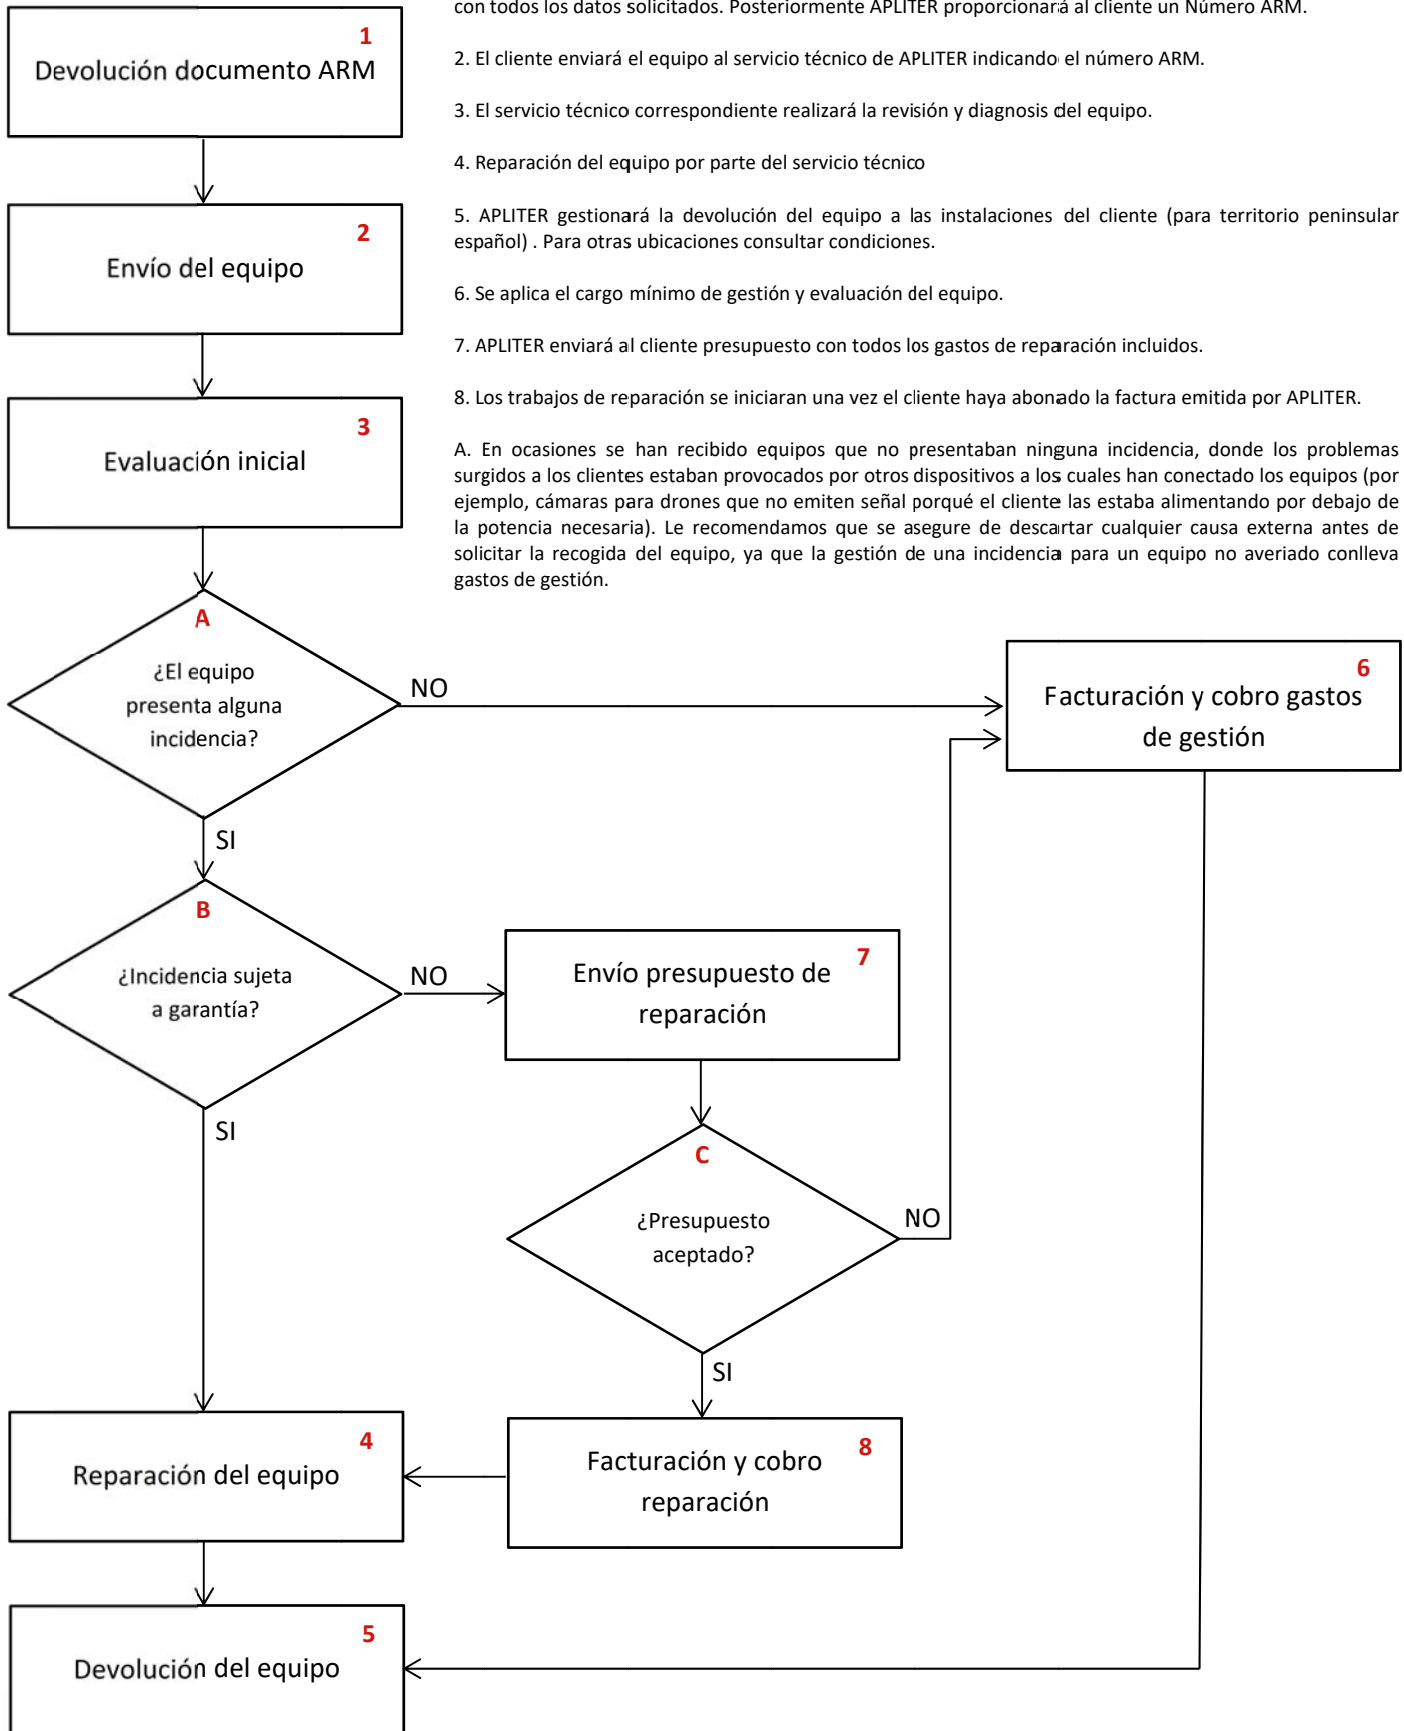 con todos los datos solicitados. Posteriormente APLITER proporcionará al cliente un Número ARM.
2. El cliente enviará el equipo al servicio técnico de APLITER indicando el número ARM.
3. El servicio técnico correspondiente realizará la revisión y diagnosis del equipo.
4. Reparación del equipo por parte del servicio técnico
5. APLITER gestionará la devolución del equipo a las instalaciones del cliente (para territorio peninsular
español) . Para otras ubicaciones consultar condiciones.
6. Se aplica el cargo mínimo de gestión y evaluación del equipo.
7. APLITER enviará al cliente presupuesto con todos los gastos de reparación incluidos.
8. Los trabajos de reparación se iniciaran una vez el cliente haya abonado la factura emitida por APLITER.
A. En ocasiones se han recibido equipos que no presentaban ninguna incidencia, donde los problemas
surgidos a los clientes estaban provocados por otros dispositivos a los cuales han conectado los equipos (por
ejemplo, cámaras para drones que no emiten señal porqué el cliente las estaba alimentando por debajo de
la potencia necesaria). Le recomendamos que se asegure de descartar cualquier causa externa antes de
solicitar la recogida del equipo, ya que la gestión de una incidencia para un equipo no averiado conlleva
gastos de gestión.
1
Devolución documento ARM
2
Envío del equipo
3
Evaluación inicial
A
¿El equipo
presenta alguna
incidencia?
NO
SI
6
Facturación y cobro gastos
de gestión
B
¿Incidencia sujeta
a garantía?
NO
SI
7
Envío presupuesto de
reparación
C
¿Presupuesto
aceptado?
NO
SI
4
Reparación del equipo
8
Facturación y cobro
reparación
5
Devolución del equipo